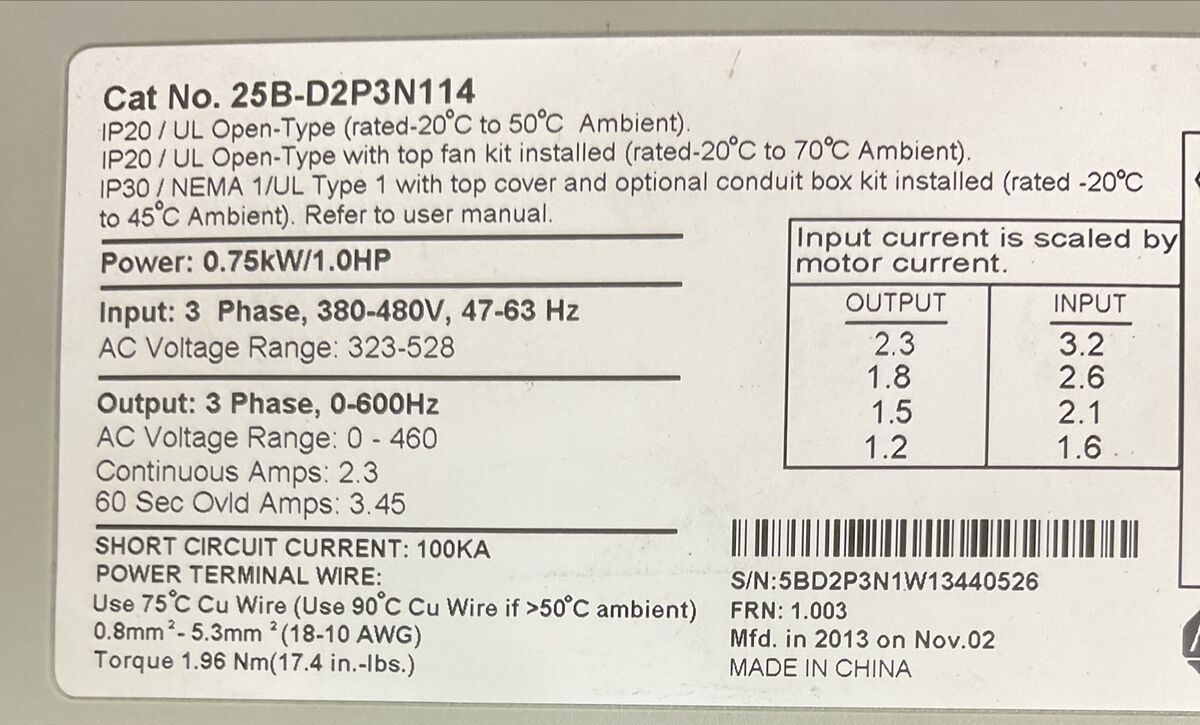 Cat No. 25B-D2P3N114
IP20 / UL Open-Type (rated-20°C to 50°C Ambient).
IP20 / UL Open-Type with top fan kit installed (rated-20°C to 70°C Ambient).
IP30 / NEMA 1/UL Type 1 with top cover and optional conduit box kit installed (rated -20°C
to 45°C Ambient). Refer to user manual.
Power: 0.75kW/1.0HP
Input: 3 Phase, 380-480V, 47-63 Hz
AC Voltage Range: 323-528
Output: 3 Phase, 0-600Hz
AC Voltage Range: 0 - 460
Continuous Amps: 2.3
60 Sec Ovld Amps: 3.45
SHORT CIRCUIT CURRENT: 100KA
POWER TERMINAL WIRE:
Use 75°C Cu Wire (Use 90°C Cu Wire if >50°C ambient)
0.8mm²- 5.3mm ²(18-10 AWG)
Torque 1.96 Nm(17.4 in.-lbs.)
Input current is scaled by
motor current.
OUTPUT INPUT
2.3 3.2
1.8 2.6
1.5 2.1
1.2 1.6
S/N:5BD2P3N1W13440526
FRN: 1.003
Mfd. in 2013 on Nov.02
MADE IN CHINA